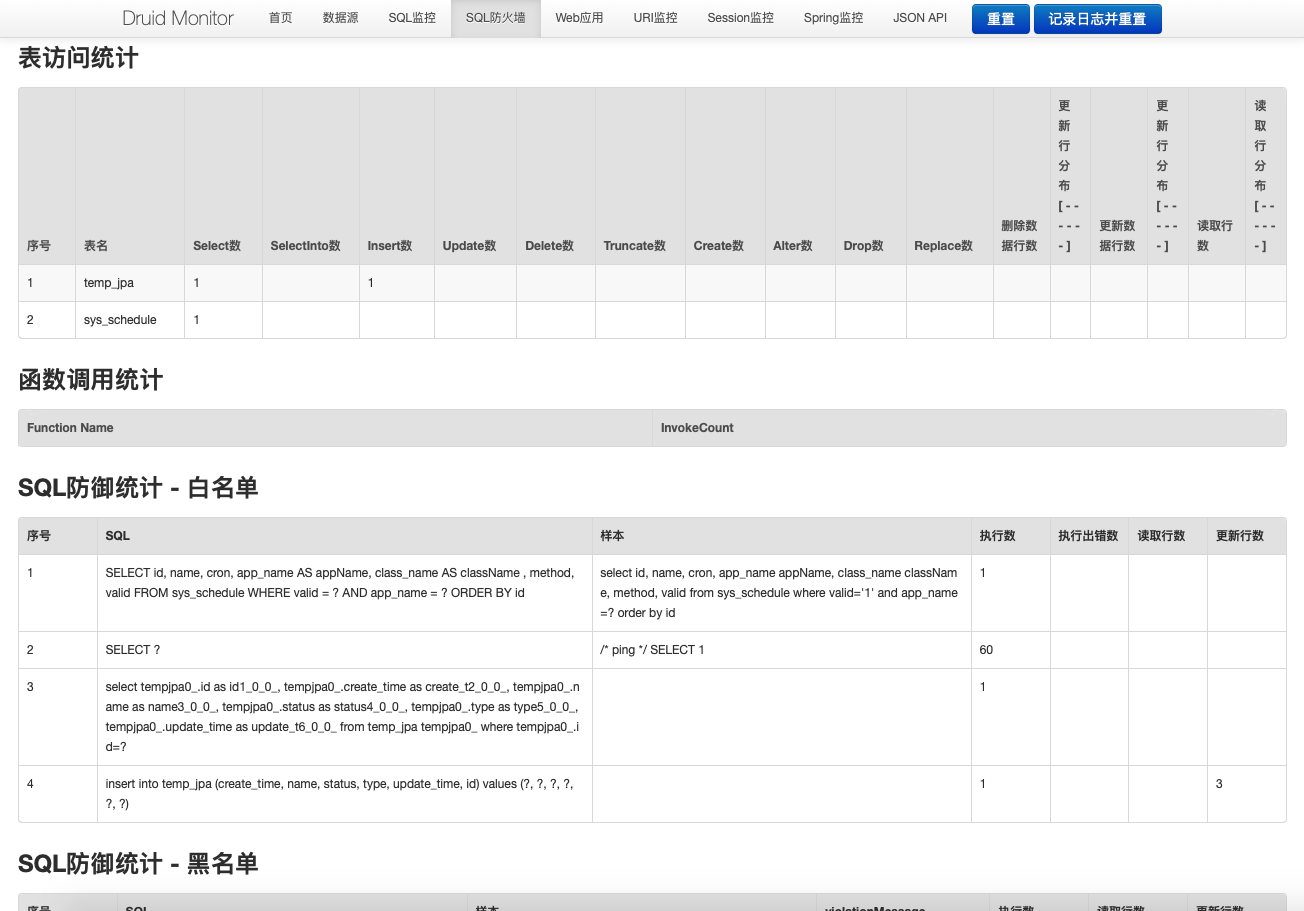 Druid Monitor 首页 数据源 SQL监控 SQL防火墙 Web应用 URI监控 Session监控 Spring监控 JSON API 重置 记录日志并重置
表访问统计
序号 表名 Select数 SelectInto数 Insert数 Update数 Delete数 Truncate数 Create数 Alter数 Drop数 Replace数 删除数据行数 更新行分布[ - - - - - - ] 更新数据行数 更新行分布[ - - - - - - ] 读取行数 读取行分布[ - - - - - - ]
1 temp_jpa 1 1
2 sys_schedule 1
函数调用统计
Function Name InvokeCount
SQL防御统计 - 白名单
序号 SQL 样本 执行数 执行出错数 读取行数 更新行数
1 SELECT id, name, cron, app_name AS appName, class_name AS className , method, select id, name, cron, app_name appName, class_name classNam 1
valid FROM sys_schedule WHERE valid = ? AND app_name = ? ORDER BY id e, method, valid from sys_schedule where valid='1' and app_name
=? order by id
2 SELECT ? /* ping */ SELECT 1 60
3 select tempjpa0_.id as id1_0_0_, tempjpa0_.create_time as create_t2_0_0_, tempjpa0_.n 1
ame as name3_0_0_, tempjpa0_.status as status4_0_0_, tempjpa0_.type as type5_0_0_,
tempjpa0_.update_time as update_t6_0_0_ from temp_jpa tempjpa0_ where tempjpa0_.i
d=?
4 insert into temp_jpa (create_time, name, status, type, update_time, id) values (?, ?, ?, ?, 1 3
?, ?)
SQL防御统计 - 黑名单
序号 SQL 样本 violationMessage 执行数 读取行数 更新行数